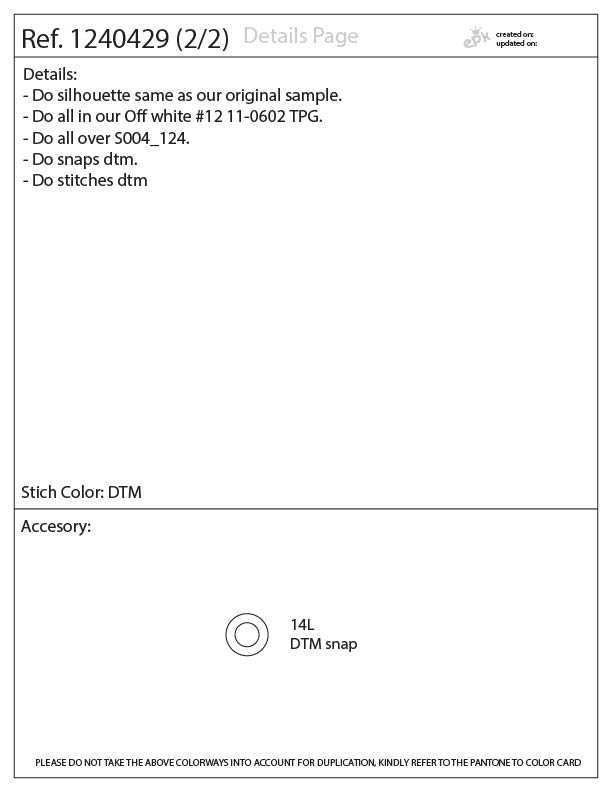 Ref. 1240429 (2/2) Details Page
epk
created on:
updated on:
Details:
- Do silhouette same as our original sample.
- Do all in our Off white #12 11-0602 TPG.
- Do all over S004_124.
- Do snaps dtm.
- Do stitches dtm
Stich Color: DTM
Accesory:
14L
DTM snap
PLEASE DO NOT TAKE THE ABOVE COLORWAYS INTO ACCOUNT FOR DUPLICATION, KINDLY REFER TO THE PANTONE TO COLOR CARD